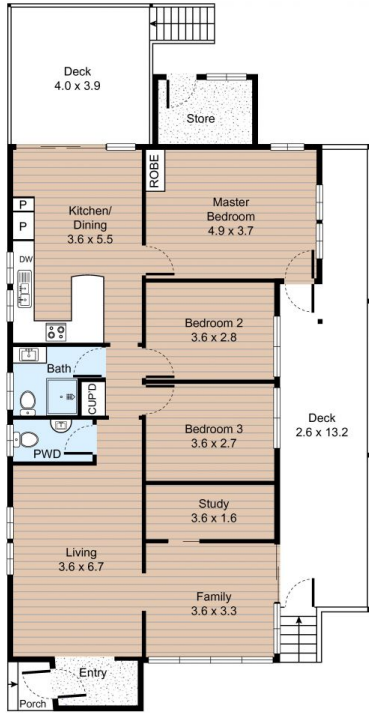 Deck
4.0 x 3.9
Store
ROBE
Master
Bedroom
4.9 x 3.7
Kitchen/
Dining
3.6 x 5.5
P
P
DW
Bedroom 2
3.6 x 2.8
Bath
CUP'D
Bedroom 3
3.6 x 2.7
Deck
2.6 x 13.2
PWD
Study
3.6 x 1.6
Living
3.6 x 6.7
Family
3.6 x 3.3
Entry
Porch